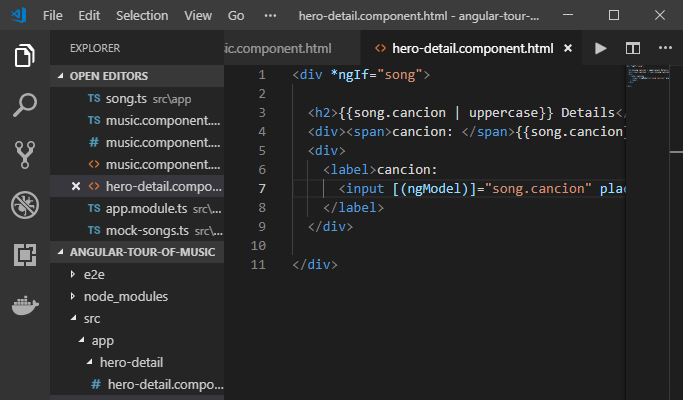 File Edit Selection View Go ... hero-detail.component.html - angular-tour-of-...
EXPLORER
sic.component.html
<> hero-detail.component.html
OPEN EDITORS
TS song.ts src\app
TS music.component....
# music.component....
<> music.component....
<> hero-detail.compo...
TS app.module.ts src\...
TS mock-songs.ts src\...
ANGULAR-TOUR-OF-MUSIC
e2e
node_modules
src
app
hero-detail
# hero-detail.compo...
1 <div *ngIf="song">
2
3 <h2>{{song.cancion | uppercase}} Details</
4 <div><span>cancion: </span>{{song.cancion}
5 <div>
6 <label>cancion:
7 <input [(ngModel)]="song.cancion" plac
8 </label>
9 </div>
10
11 </div>